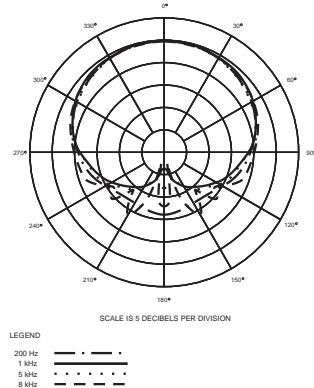 0°
330°
30°
300°
60°
270°
90°
240°
120°
210°
150°
180°
SCALE IS 5 DECIBELS PER DIVISION
LEGEND
200 Hz
1 kHz
5 kHz
8 kHz